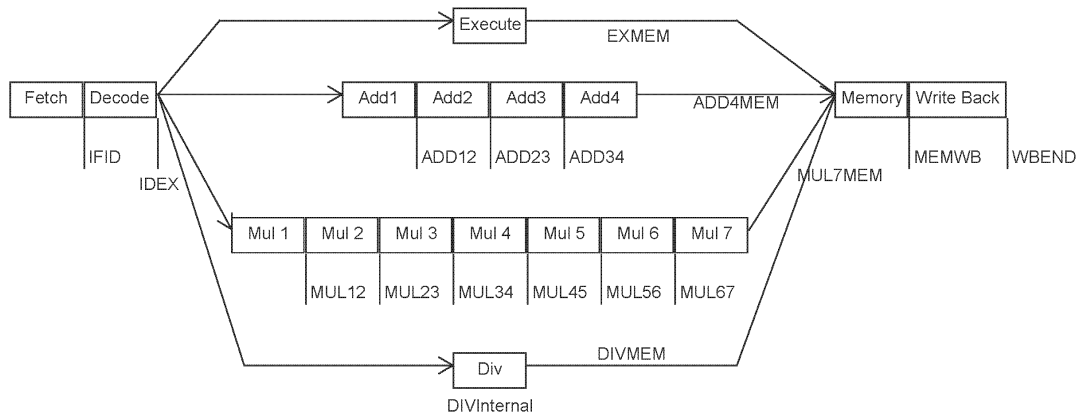 Execute
EXMEM
Fetch Decode Add1 Add2 Add3 Add4 ADD4MEM Memory Write Back
IFID ADD12 ADD23 ADD34 MEMWB WBEND
IDEX MUL7MEM
Mul 1 Mul 2 Mul 3 Mul 4 Mul 5 Mul 6 Mul 7
MUL12 MUL23 MUL34 MUL45 MUL56 MUL67
DIVMEM
Div
DIVInternal